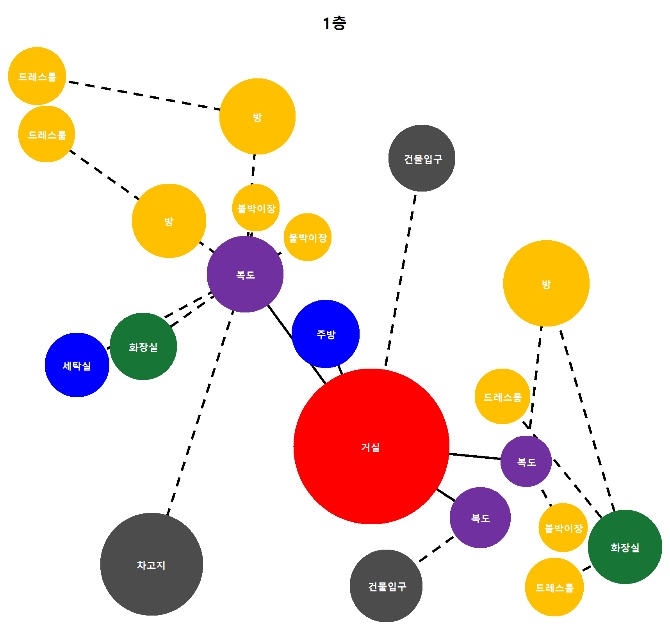 1층
드레스룸
방
드레스룸
건물입구
방
붙박이장
붙박이장
복도
방
주방
화장실
세탁실
드레스룸
거실
복도
복도
붙박이장
화장실
차고지
건물입구
드레스룸